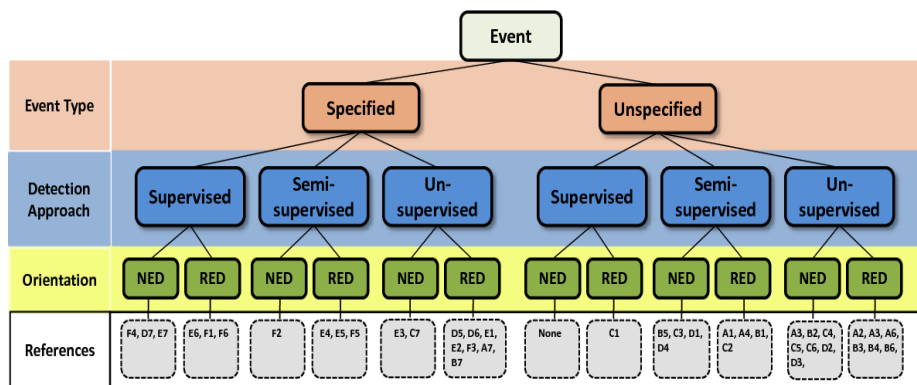 Event
Event Type
Specified
Unspecified
Detection
Approach
Supervised
Semi-
supervised
Un-
supervised
Supervised
Semi-
supervised
Un-
supervised
Orientation
NED
RED
NED
RED
NED
RED
NED
RED
NED
RED
NED
RED
References
F4, D7, E7
E6, F1, F6
F2
E4, E5, F5
E3, C7
D5, D6, E1,
E2, F3, A7,
B7
None
C1
B5, C3, D1,
D4
A1, A4, B1,
C2
A3, B2, C4,
C5, C6, D2,
D3,
A2, A3, A6,
B3, B4, B6,